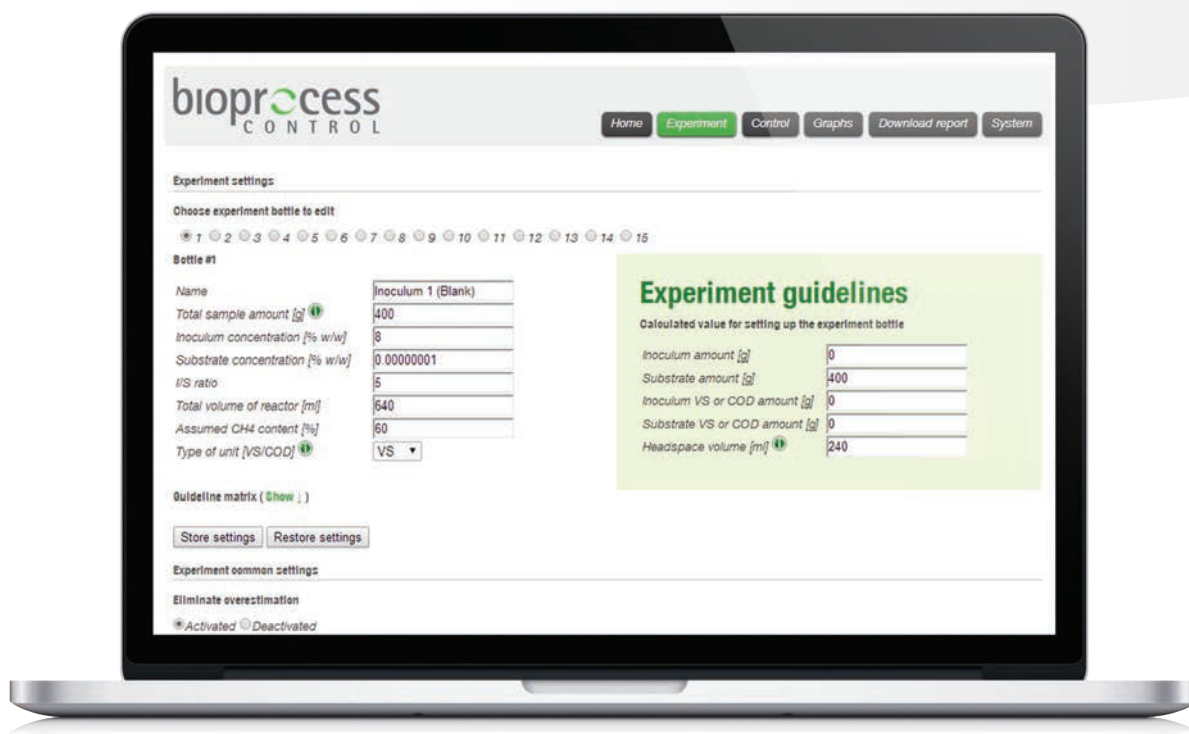 bioprocess
CONTROL
Home Experiment Control Graphs Download report System
Experiment settings
Choose experiment bottle to edit
1 2 3 4 5 6 7 8 9 10 11 12 13 14 15
Bottle #1
Name Inoculum 1 (Blank)
Total sample amount [g] 400
Inoculum concentration [% w/w] 8
Substrate concentration [% w/w] 0.00000001
I/S ratio 5
Total volume of reactor [ml] 640
Assumed CH4 content [%] 60
Type of unit [VS/COD] VS
Experiment guidelines
Calculated value for setting up the experiment bottle
Inoculum amount [g] 0
Substrate amount [g] 400
Inoculum VS or COD amount [g] 0
Substrate VS or COD amount [g] 0
Headspace volume [ml] 240
Guideline matrix ( Show ↓ )
Store settings Restore settings
Experiment common settings
Eliminate overestimation
Activated Deactivated